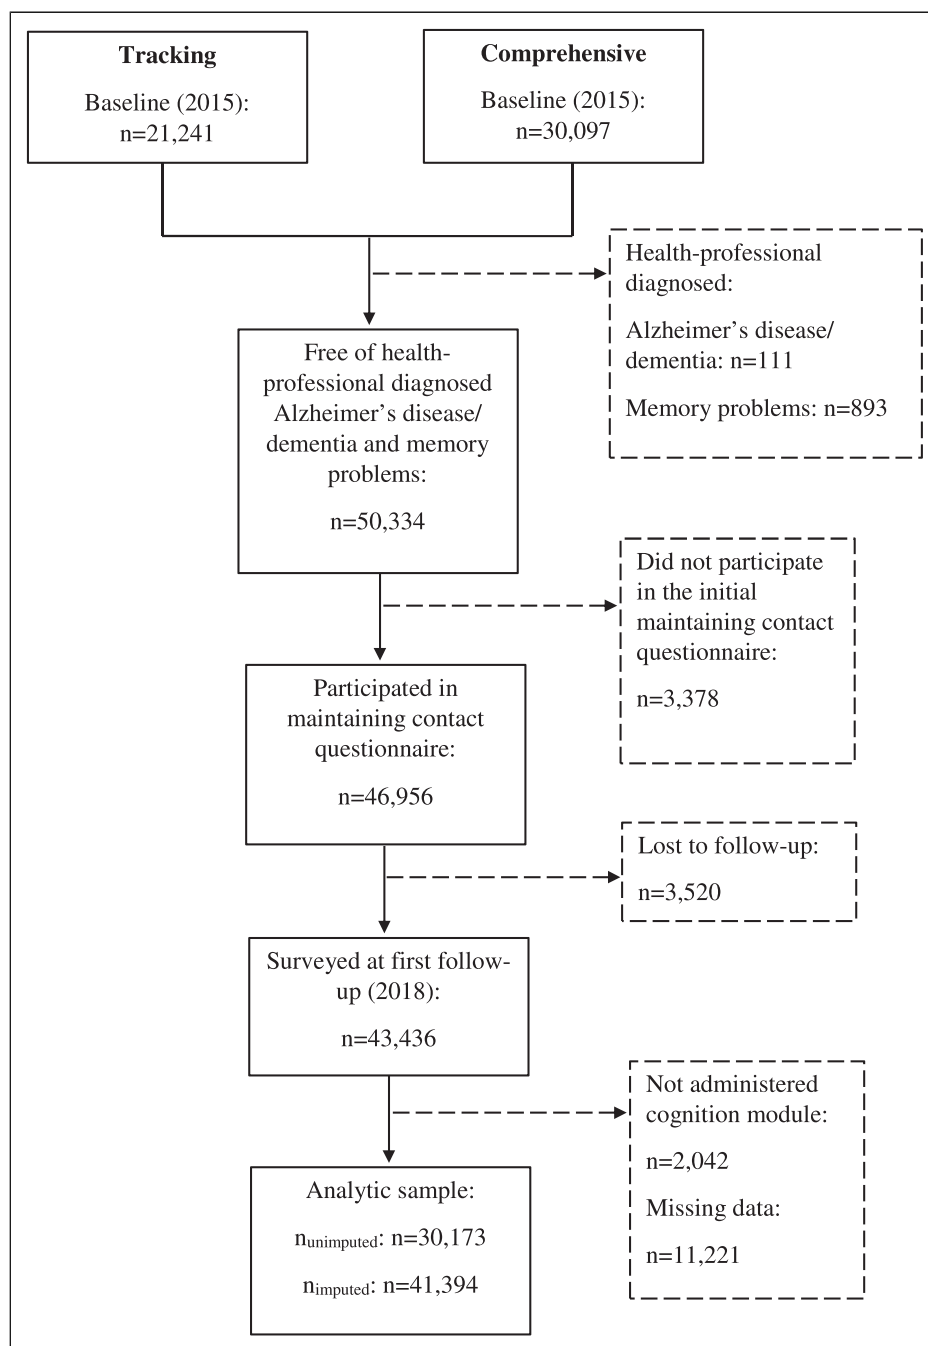 Tracking
Baseline (2015):
n=21,241
Comprehensive
Baseline (2015):
n=30,097
Health-professional
diagnosed:
Alzheimer's disease/
dementia: n=111
Memory problems: n=893
Free of health-
professional diagnosed
Alzheimer's disease/
dementia and memory
problems:
n=50,334
Did not participate
in the initial
maintaining contact
questionnaire:
n=3,378
Participated in
maintaining contact
questionnaire:
n=46,956
Lost to follow-up:
n=3,520
Surveyed at first follow-
up (2018):
n=43,436
Not administered
cognition module:
n=2,042
Missing data:
n=11,221
Analytic sample:
nunimputed: n=30,173
nimputed: n=41,394